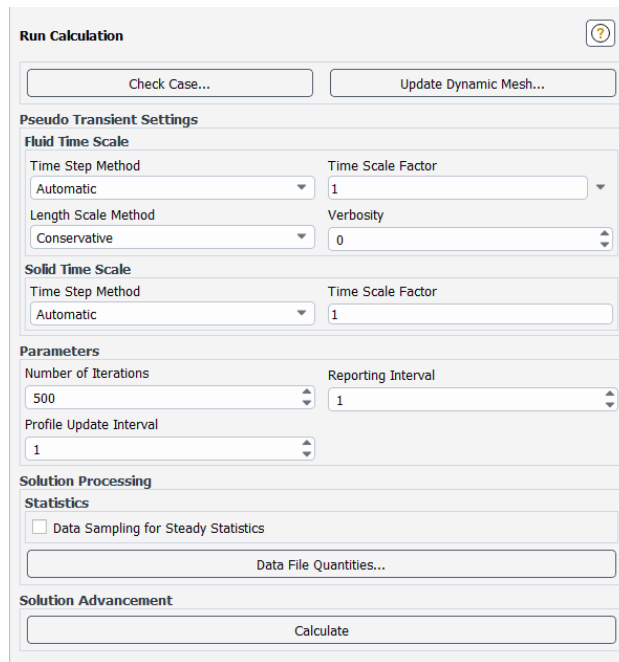 Run Calculation
?
Check Case... Update Dynamic Mesh...
Pseudo Transient Settings
Fluid Time Scale
Time Step Method Time Scale Factor
Automatic 1
Length Scale Method Verbosity
Conservative 0
Solid Time Scale
Time Step Method Time Scale Factor
Automatic 1
Parameters
Number of Iterations Reporting Interval
500 1
Profile Update Interval
1
Solution Processing
Statistics
Data Sampling for Steady Statistics
Data File Quantities...
Solution Advancement
Calculate